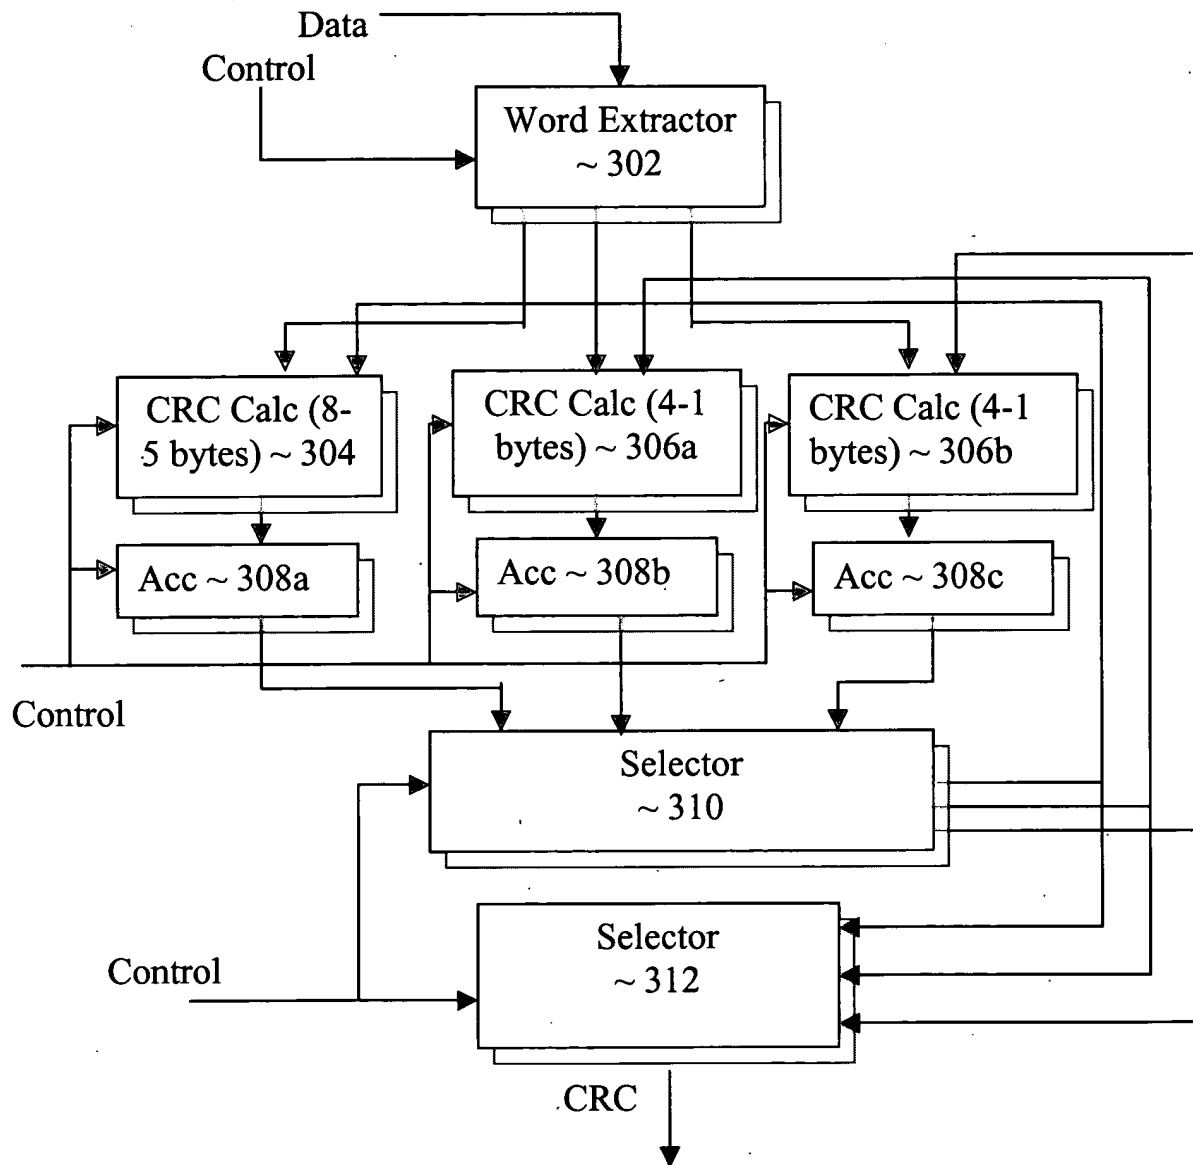 Data
Control
Word Extractor
~ 302
CRC Calc (8-
5 bytes) ~ 304
CRC Calc (4-1
bytes) ~ 306a
CRC Calc (4-1
bytes) ~ 306b
Acc ~ 308a
Acc ~ 308b
Acc ~ 308c
Control
Selector
~ 310
Selector
~ 312
Control
CRC